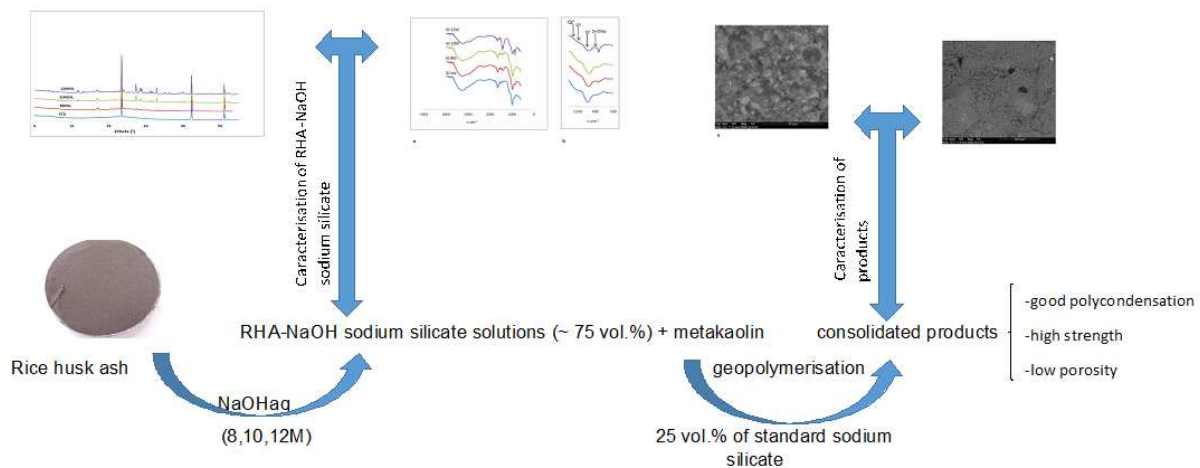 a
b
a
Caracterisation of RHA-NaOH
sodium silicate
Caracterisation of
products
RHA-NaOH sodium silicate solutions (~ 75 vol.%) + metakaolin
consolidated products
-good polycondensation
-high strength
-low porosity
Rice husk ash
geopolymerisation
NaOHaq
(8,10,12M)
25 vol.% of standard sodium
silicate